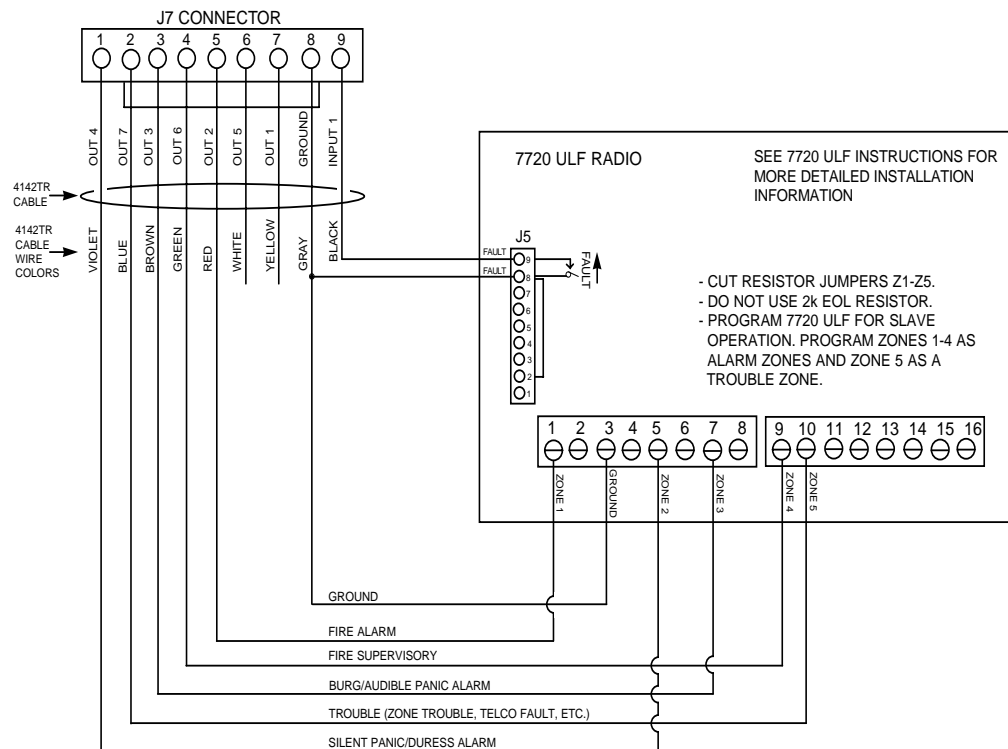 J7 CONNECTOR
1 2 3 4 5 6 7 8 9
OUT 4
OUT 7
OUT 3
OUT 6
OUT 2
OUT 5
OUT 1
GROUND
INPUT 1
4142TR
CABLE
4142TR
CABLE
WIRE
COLORS
VIOLET
BLUE
BROWN
GREEN
RED
WHITE
YELLOW
GRAY
BLACK
7720 ULF RADIO
SEE 7720 ULF INSTRUCTIONS FOR
MORE DETAILED INSTALLATION
INFORMATION
J5
FAULT
FAULT
9
8
7
6
5
4
3
2
1
FAULT
- CUT RESISTOR JUMPERS Z1-Z5.
- DO NOT USE 2k EOL RESISTOR.
- PROGRAM 7720 ULF FOR SLAVE
OPERATION. PROGRAM ZONES 1-4 AS
ALARM ZONES AND ZONE 5 AS A
TROUBLE ZONE.
1 2 3 4 5 6 7 8
9 10 11 12 13 14 15 16
ZONE 1
GROUND
ZONE 2
ZONE 3
ZONE 4
ZONE 5
GROUND
FIRE ALARM
FIRE SUPERVISORY
BURG/AUDIBLE PANIC ALARM
TROUBLE (ZONE TROUBLE, TELCO FAULT, ETC.)
SILENT PANIC/DURESS ALARM